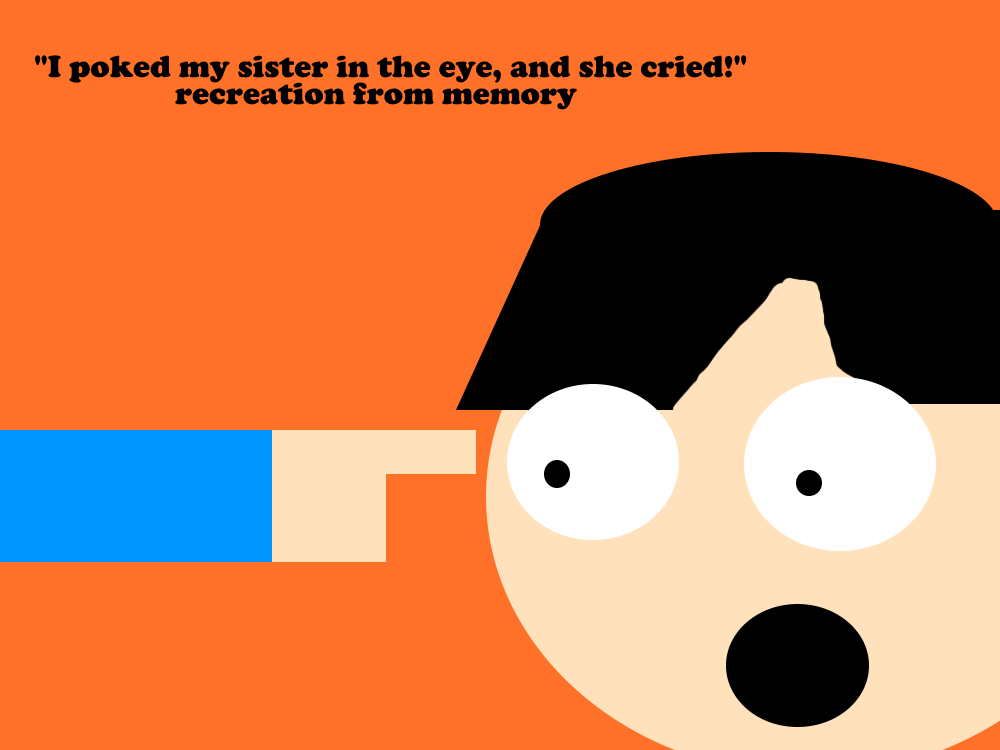 "I poked my sister in the eye, and she cried!"
recreation from memory